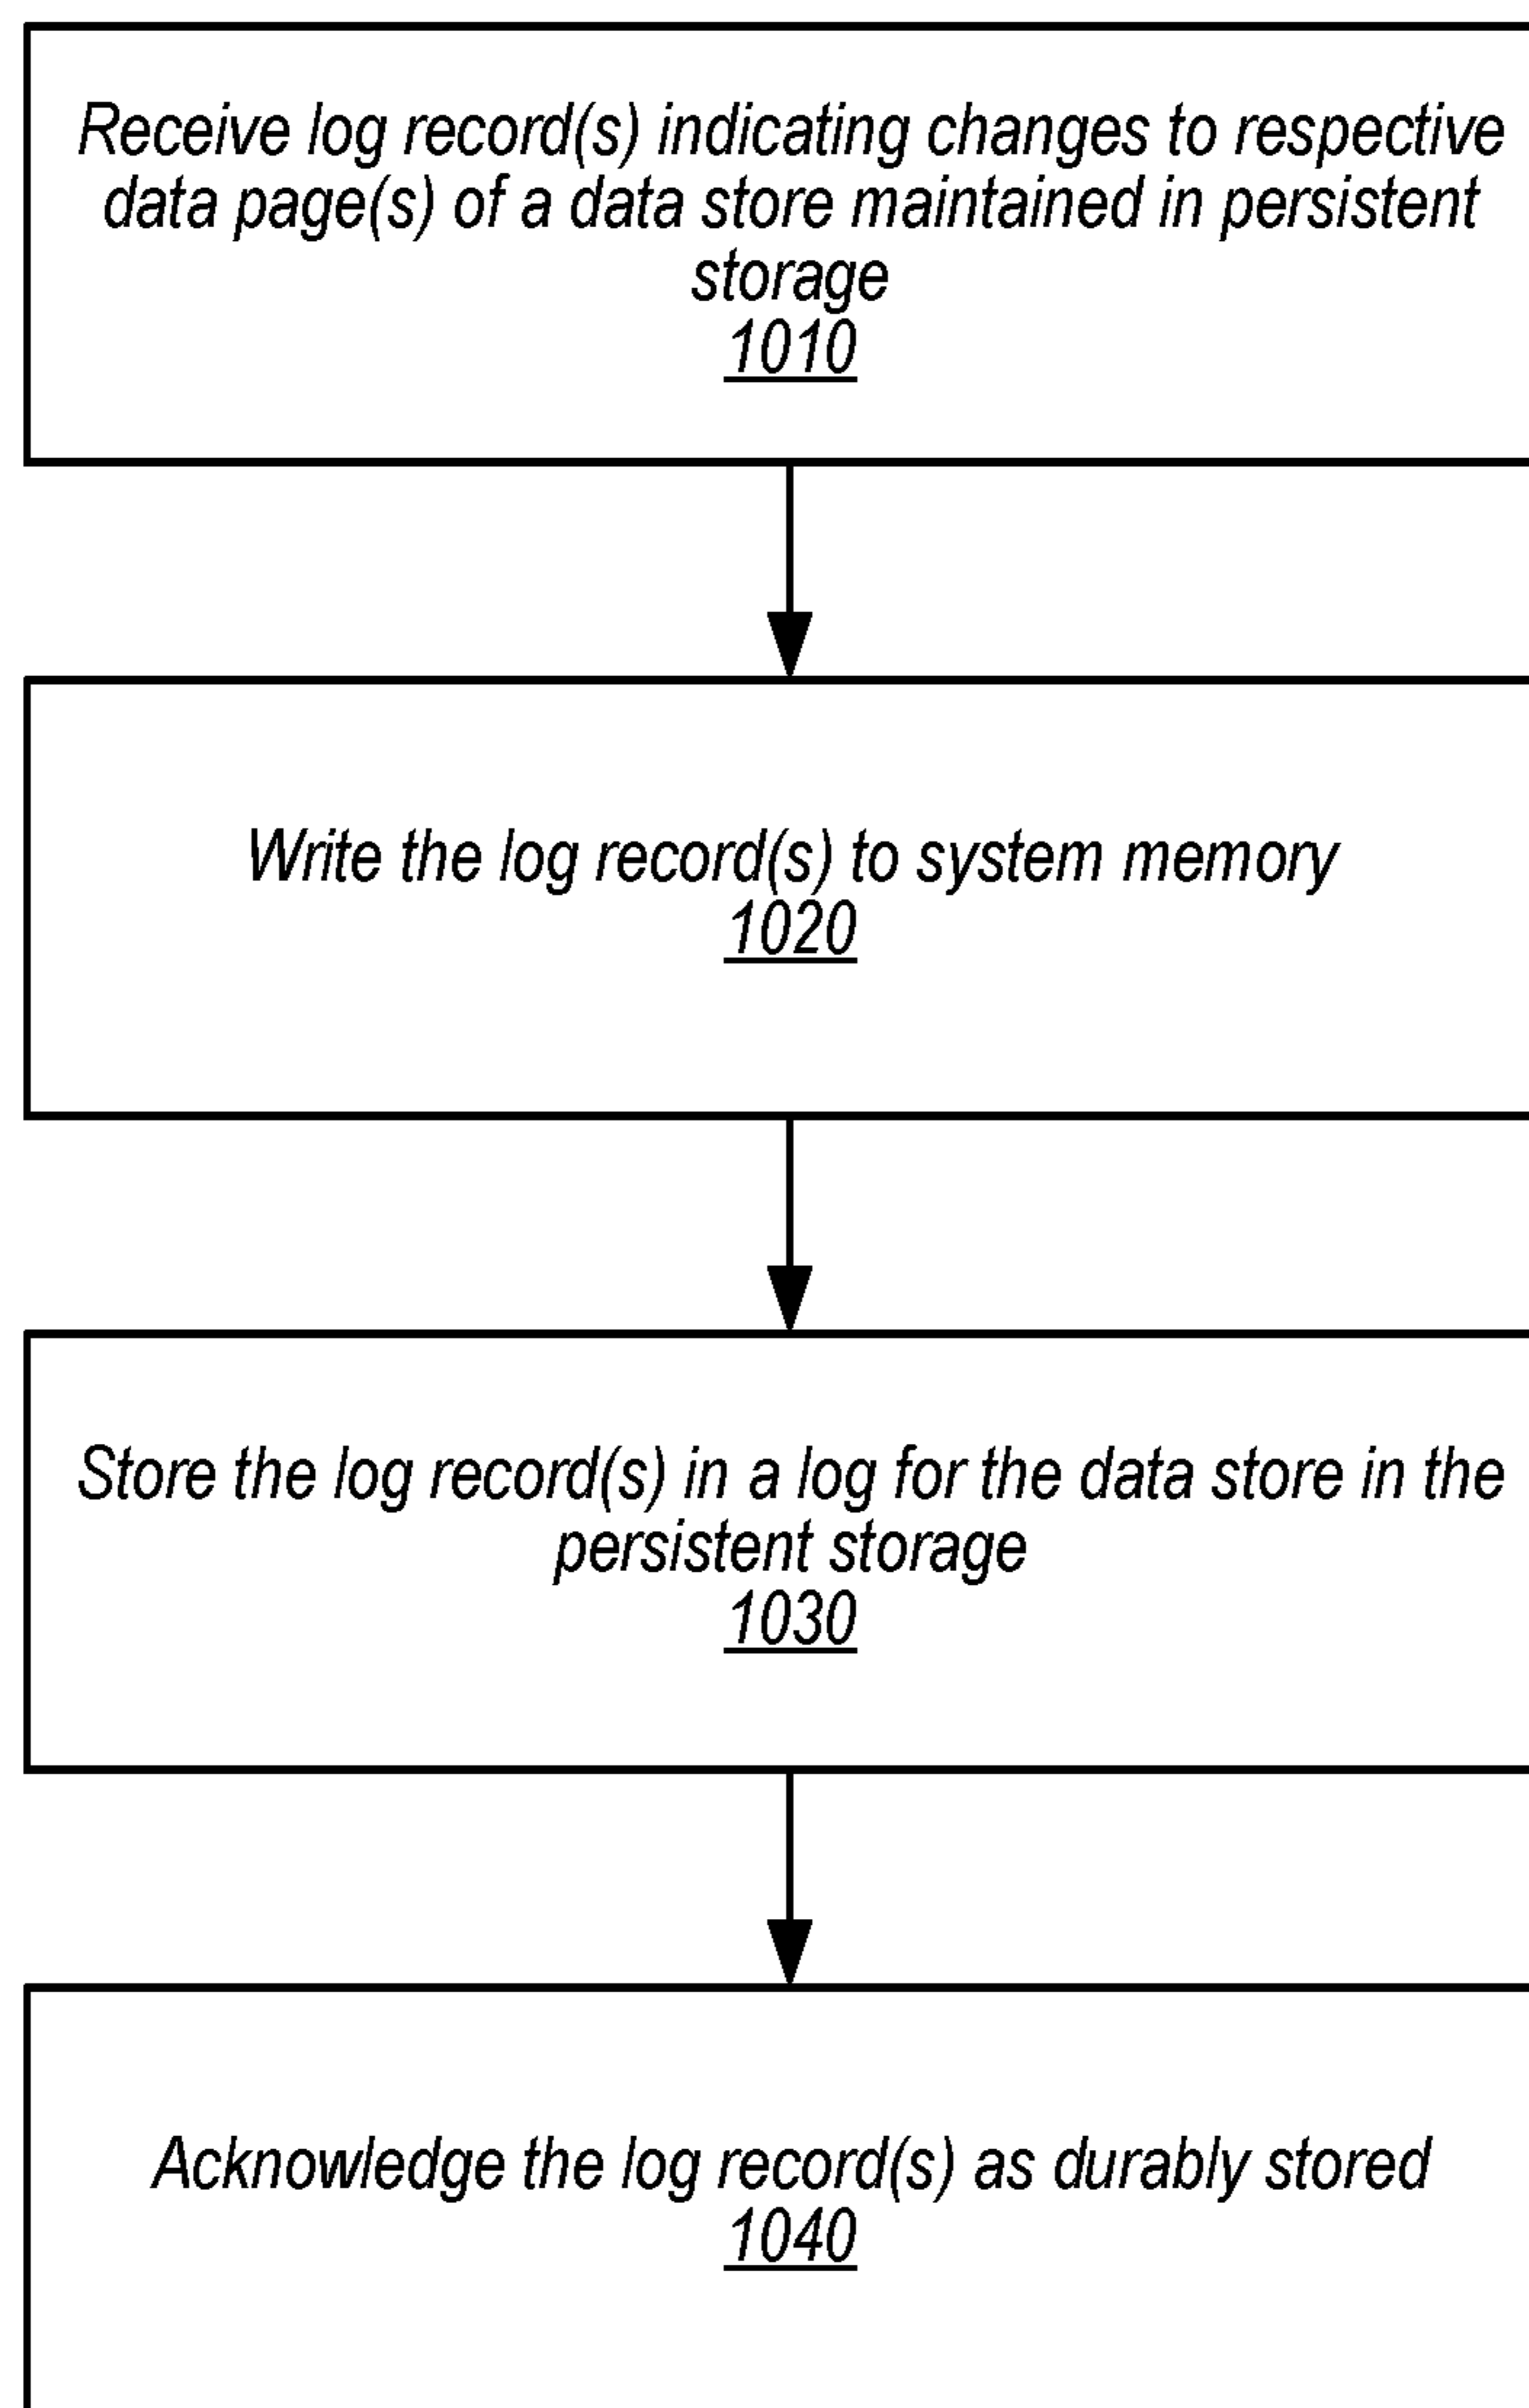 Receive log record(s) indicating changes to respective
data page(s) of a data store maintained in persistent
storage
1010
Write the log record(s) to system memory
1020
Store the log record(s) in a log for the data store in the
persistent storage
1030
Acknowledge the log record(s) as durably stored
1040